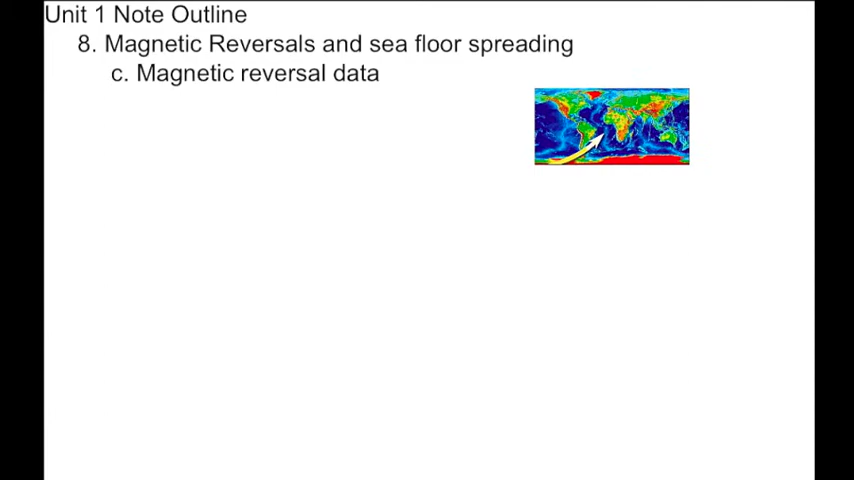 Unit 1 Note Outline
8. Magnetic Reversals and sea floor spreading
c. Magnetic reversal data